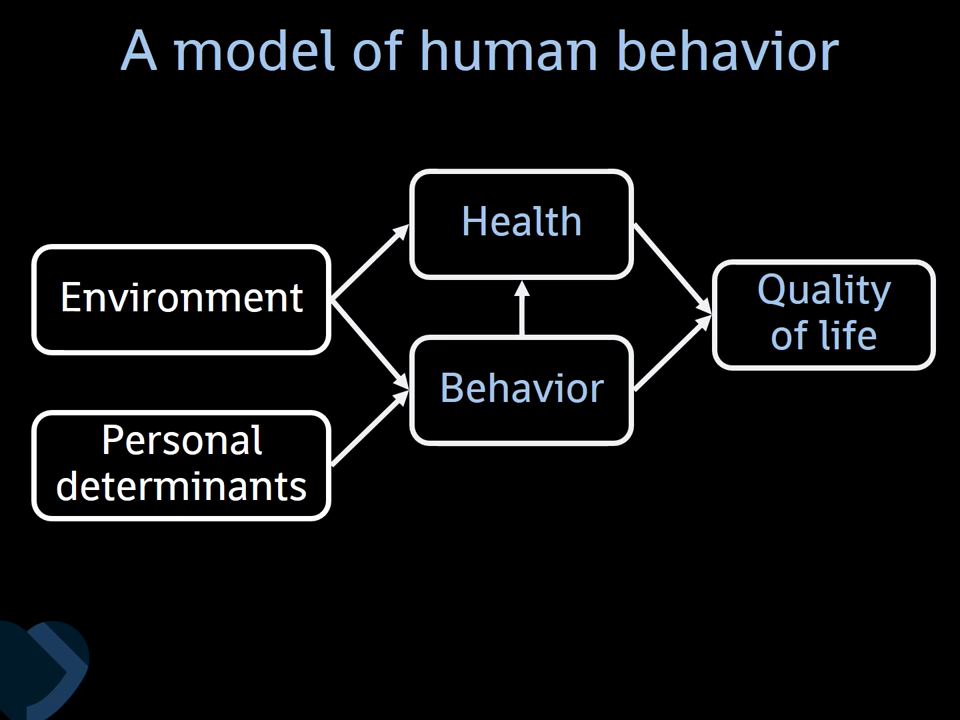 A model of human behavior
Health
Environment
Quality
of life
Behavior
Personal
determinants